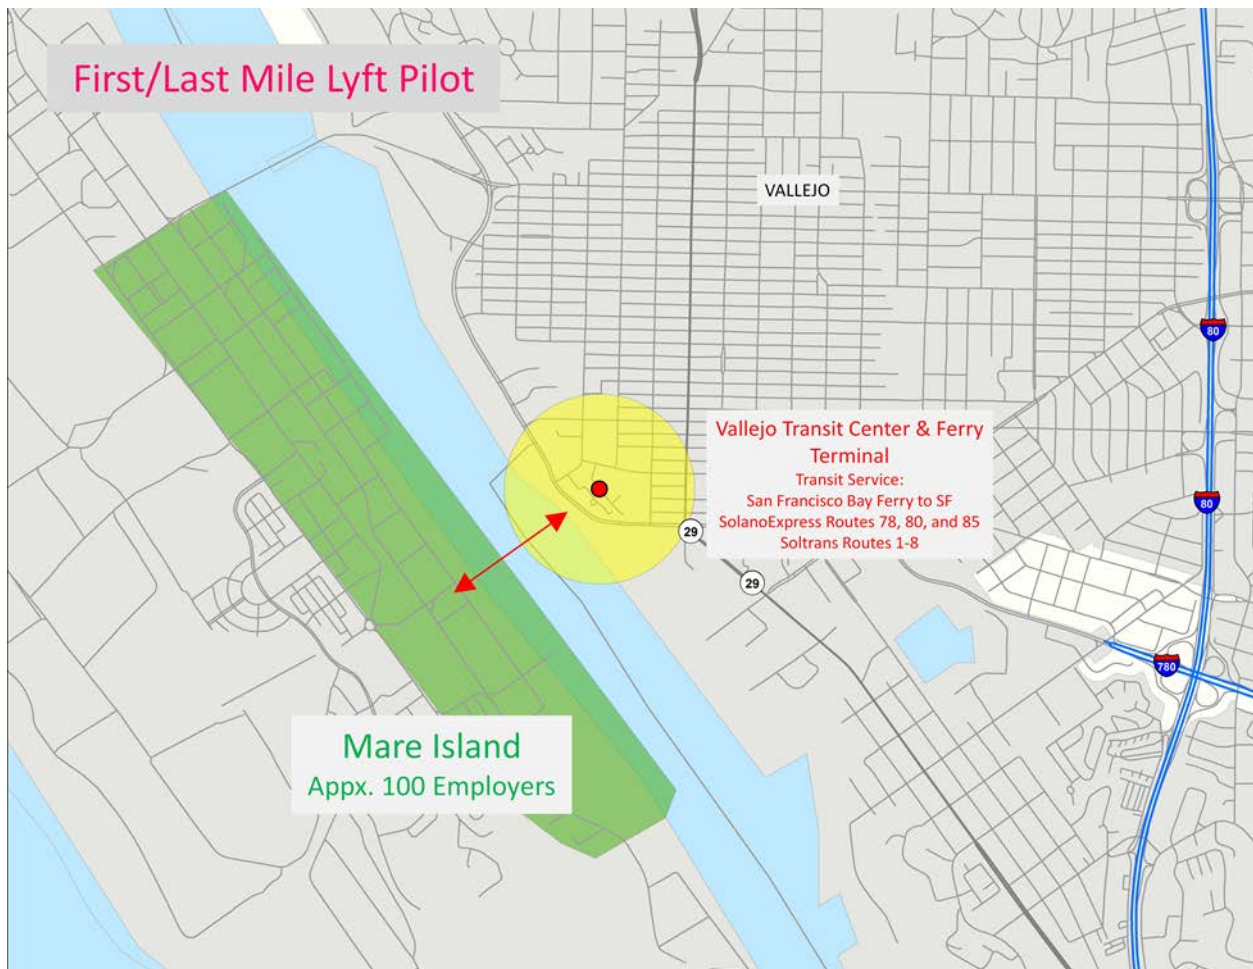 First/Last Mile Lyft Pilot
VALLEJO
80
Vallejo Transit Center & Ferry
Terminal
Transit Service:
San Francisco Bay Ferry to SF
SolanoExpress Routes 78, 80, and 85
Soltrans Routes 1-8
80
29
29
780
Mare Island
Appx. 100 Employers